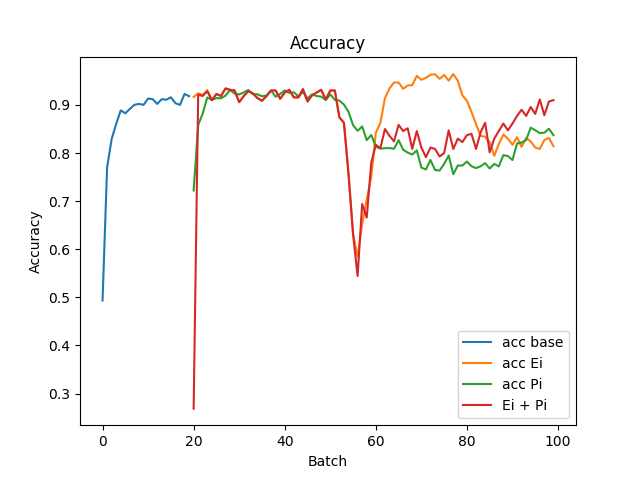 Accuracy
0.9
0.8
0.7
0.6
0.5
0.4
0.3
Accuracy
0
20
40
60
80
100
Batch
acc base
acc Ei
acc Pi
Ei + Pi